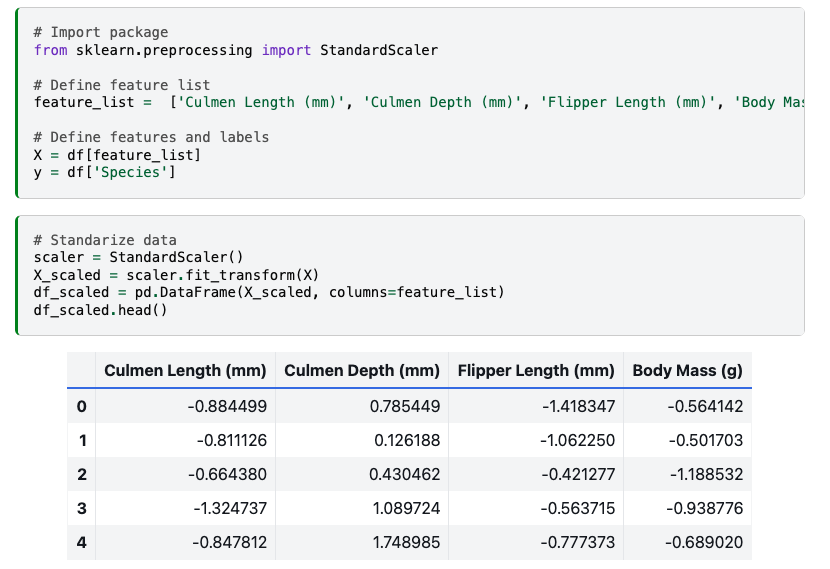 # Import package
from sklearn.preprocessing import StandardScaler
# Define feature list
feature_list =  ['Culmen Length (mm)', 'Culmen Depth (mm)', 'Flipper Length (mm)', 'Body
# Define features and labels
X = df[feature_list]
y = df['Species']
# Standarize data
scaler = StandardScaler()
X_scaled = scaler.fit_transform(X)
df_scaled = pd.DataFrame(X_scaled, columns=feature_list)
df_scaled.head()
Culmen Length (mm) Culmen Depth (mm) Flipper Length (mm) Body Mass (g)
0 -0.884499 0.785449 -1.418347 -0.564142
1 -0.811126 0.126188 -1.062250 -0.501703
2 -0.664380 0.430462 -0.421277 -1.188532
3 -1.324737 1.089724 -0.563715 -0.938776
4 -0.847812 1.748985 -0.777373 -0.689020